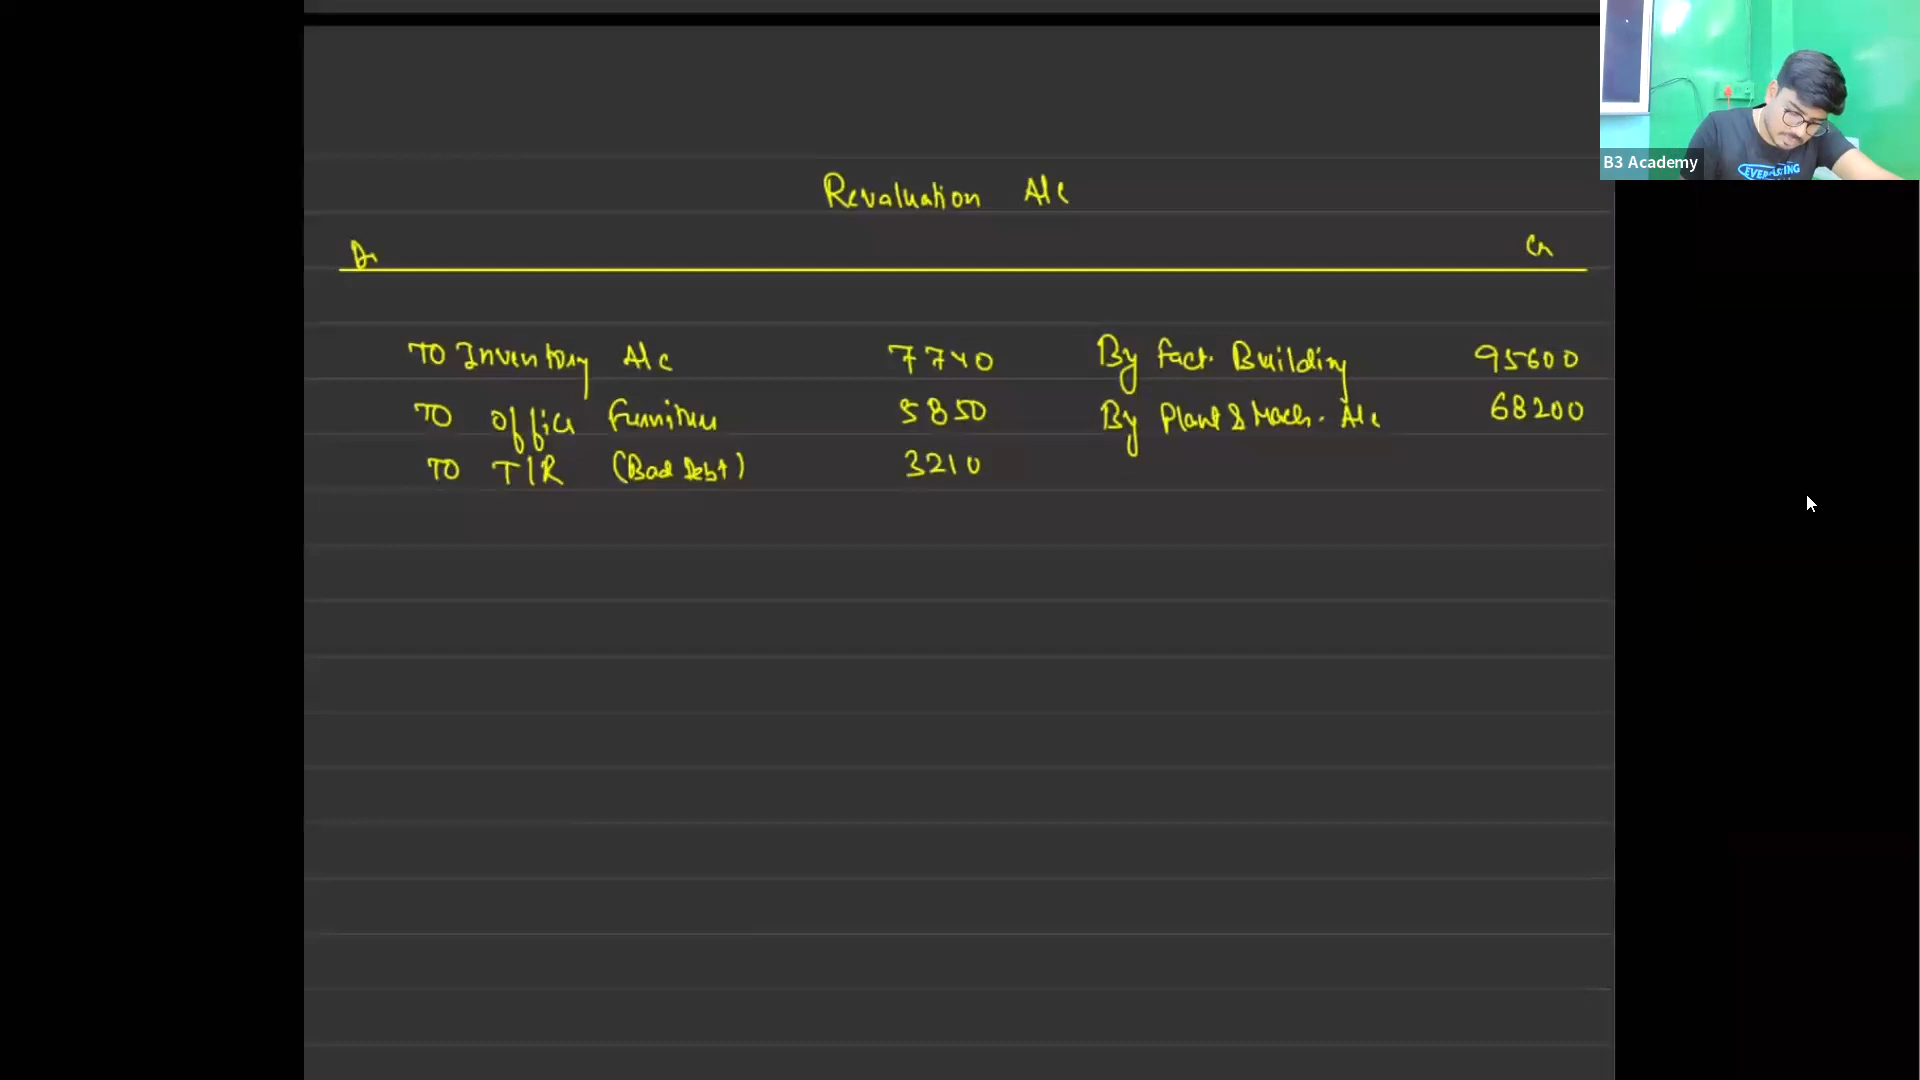 B3 Academy
EVERLASTING
Revaluation A/c
Dr Cr
To Inventory A/c 7740 By Fact. Building 95600
To Office Furniture 5850 By Plant & Mach. A/c 68200
To T/R (Bad Debt) 3210